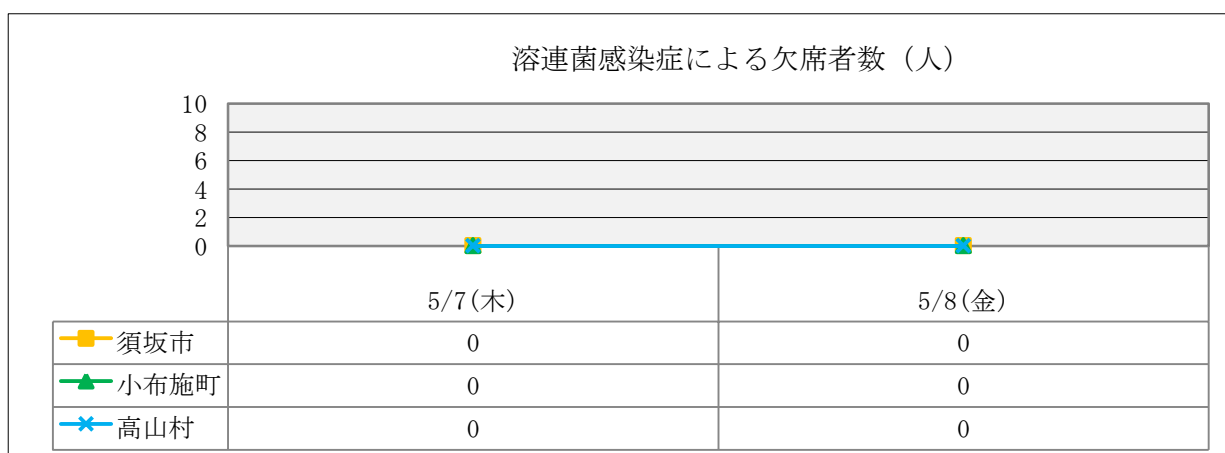 溶連菌感染症による欠席者数（人）
10
8
6
4
2
0
5/7(木) 5/8(金)
須坂市 0 0
小布施町 0 0
高山村 0 0